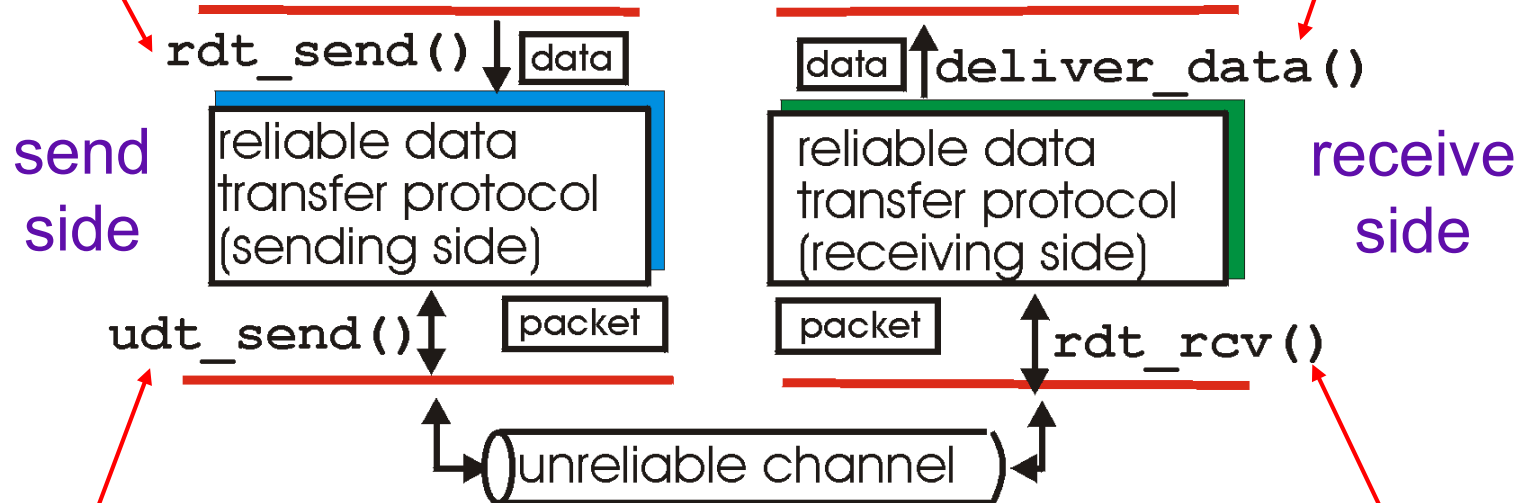 rdt_send()
data
data
deliver_data()
send
side
reliable data
transfer protocol
(sending side)
reliable data
transfer protocol
(receiving side)
receive
side
udt_send()
packet
packet
rdt_rcv()
unreliable channel